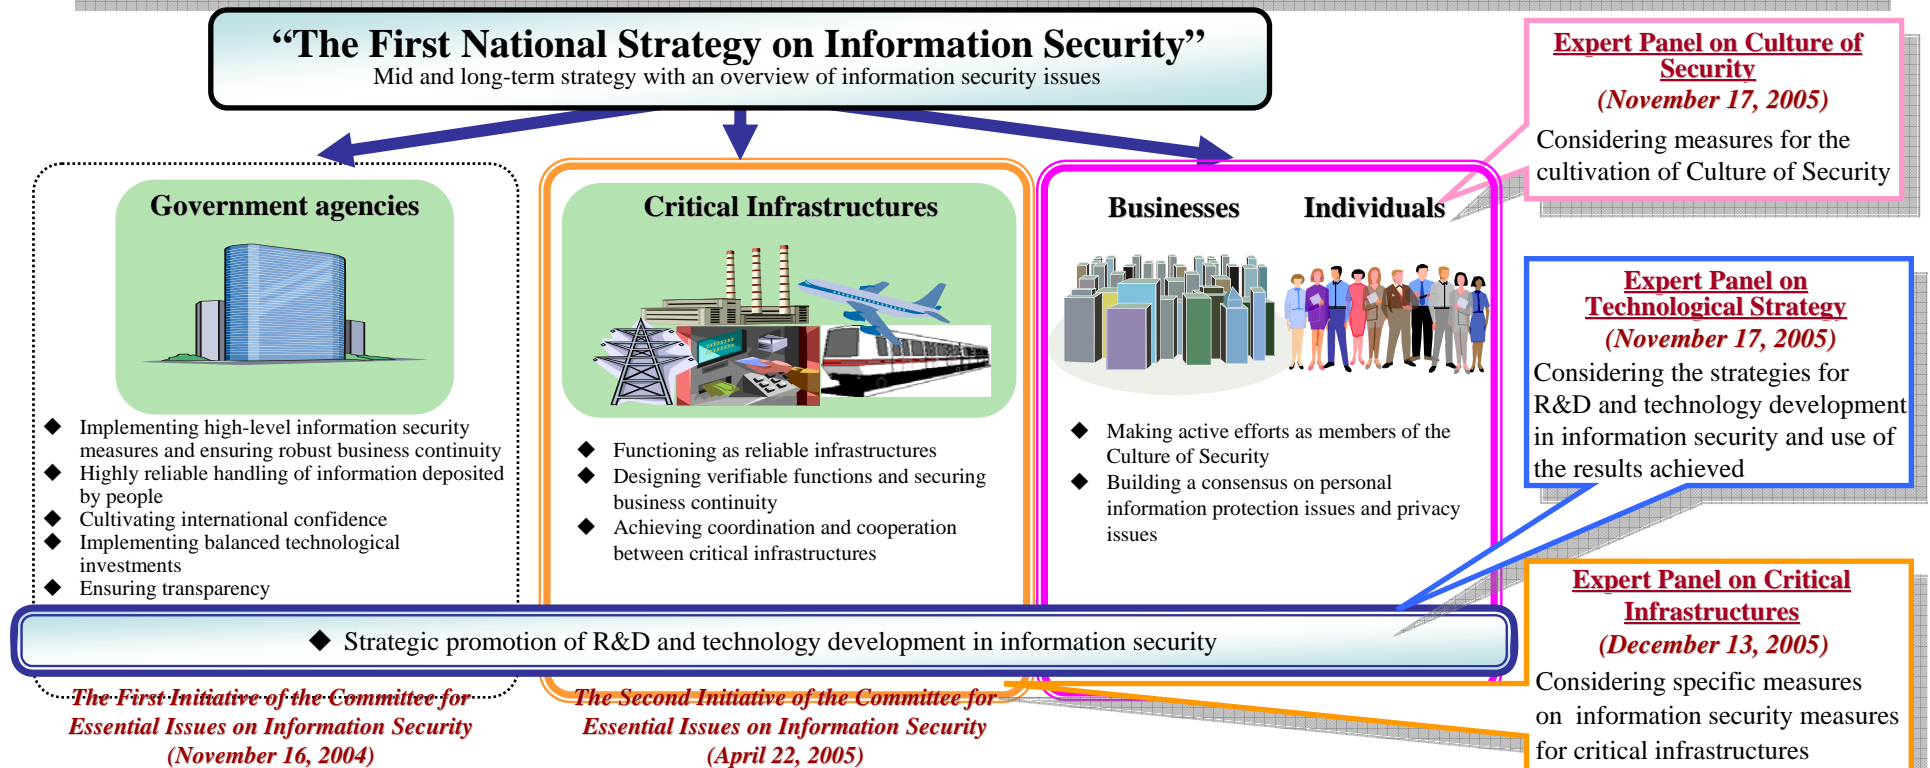 “The First National Strategy on Information Security”
Mid and long-term strategy with an overview of information security issues
Government agencies
◆ Implementing high-level information security
measures and ensuring robust business continuity
◆ Highly reliable handling of information deposited
by people
◆ Cultivating international confidence
◆ Implementing balanced technological
investments
◆ Ensuring transparency
Critical Infrastructures
◆ Functioning as reliable infrastructures
◆ Designing verifiable functions and securing
business continuity
◆ Achieving coordination and cooperation
between critical infrastructures
Businesses Individuals
◆ Making active efforts as members of the
Culture of Security
◆ Building a consensus on personal
information protection issues and privacy
issues
◆ Strategic promotion of R&D and technology development in information security
The First Initiative of the Committee for
Essential Issues on Information Security
(November 16, 2004)
The Second Initiative of the Committee for
Essential Issues on Information Security
(April 22, 2005)
Expert Panel on Culture of
Security
(November 17, 2005)
Considering measures for the
cultivation of Culture of Security
Expert Panel on
Technological Strategy
(November 17, 2005)
Considering the strategies for
R&D and technology development
in information security and use of
the results achieved
Expert Panel on Critical
Infrastructures
(December 13, 2005)
Considering specific measures
on information security measures
for critical infrastructures